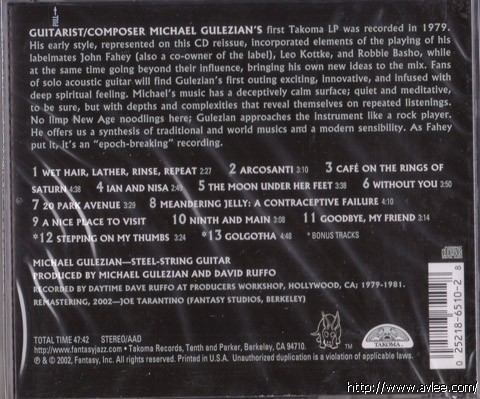 PULL
GUITARIST/COMPOSER MICHAEL GULEZIAN'S first Takoma LP was recorded in 1979.
His early style, represented on this CD reissue, incorporated elements of the playing of his
labelmates John Fahey (also a co-owner of the label), Leo Kottke, and Robbie Basho, while
at the same time going beyond their influence, bringing his own new ideas to the mix. Fans
of solo acoustic guitar will find Gulezian's first outing exciting, innovative, and infused with
deep spiritual feeling. Michael's music has a deceptively calm surface; quiet and meditative,
to be sure, but with depths and complexities that reveal themselves on repeated listenings.
No limp New Age noodlings here; Gulezian approaches the instrument like a rock player.
He offers us a synthesis of traditional and world musics and a modern sensibility. As Fahey
put it, it's an "epoch-breaking" recording.
1 WET HAIR, LATHER, RINSE, REPEAT 2:27 2 ARCOSANTI 3:10 3 CAFÉ ON THE RINGS OF
SATURN 4:38 4 IAN AND NISA 2:49 5 THE MOON UNDER HER FEET 3:38 6 WITHOUT YOU 3:50
7 20 PARK AVENUE 3:29 8 MEANDERING JELLY: A CONTRACEPTIVE FAILURE 4:10
9 A NICE PLACE TO VISIT 10 NINTH AND MAIN 3:08 11 GOODBYE, MY FRIEND 3:14
*12 STEPPING ON MY THUMBS 3:24 *13 GOLGOTHA 4:48 * BONUS TRACKS
MICHAEL GULEZIAN—STEEL-STRING GUITAR
PRODUCED BY MICHAEL GULEZIAN AND DAVID RUFFO
RECORDED BY DAYTIME DAVE RUFFO AT PRODUCERS WORKSHOP, HOLLYWOOD, CA; 1979-1981.
REMASTERING, 2002—JOE TARANTINO (FANTASY STUDIOS, BERKELEY)
TOTAL TIME 47:42 STEREO/AAD
http://www.fantasyjazz.com • Takoma Records, Tenth and Parker, Berkeley, CA 94710.
℗ & © 2002, Fantasy, Inc. All rights reserved. Printed in U.S.A. Unauthorized duplication is a violation of applicable laws.
TAKOMA
0 25218-6510-2 8
http://www.avlee.com